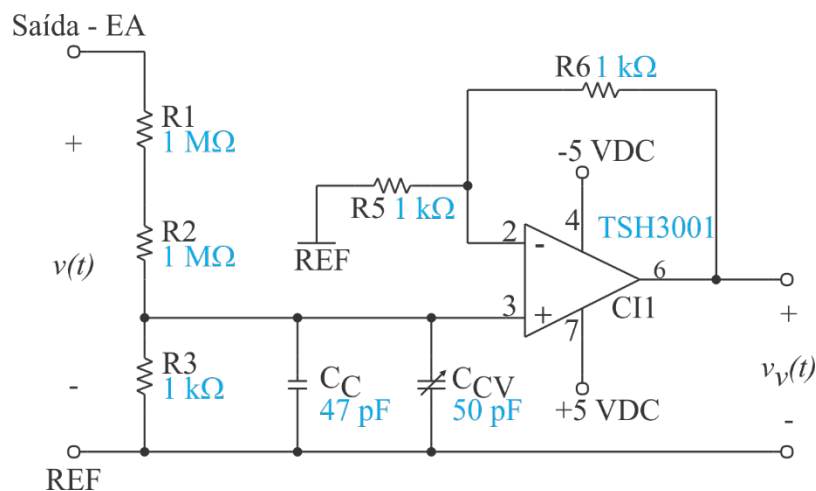 Saída - EA
R1
1 MΩ
+
R2
1 MΩ
v(t)
R3
1 kΩ
-
REF
R6 1 kΩ
-5 VDC
R5 1 kΩ
REF
4
TSH3001
2
-
3
+
6
7
CI1
+5 VDC
C_C
47 pF
C_CV
50 pF
+
v_v(t)
-